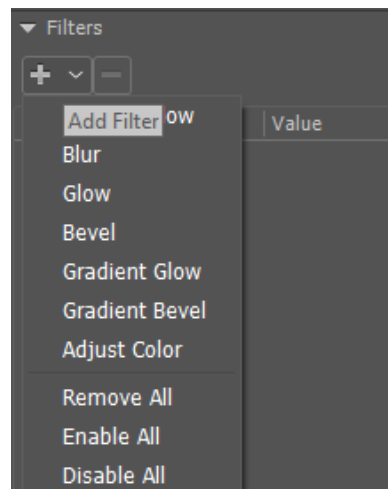 Filters
Add Filter ow
Value
Blur
Glow
Bevel
Gradient Glow
Gradient Bevel
Adjust Color
Remove All
Enable All
Disable All